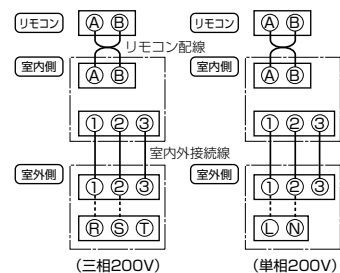 リモコン Ⓐ Ⓑ リモコン Ⓐ Ⓑ
リモコン配線
室内側 Ⓐ Ⓑ 室内側 Ⓐ Ⓑ
① ② ③ ① ② ③
室内外接続線
室外側 ① ② ③ 室外側 ① ② ③
Ⓡ Ⓢ Ⓣ Ⓛ Ⓝ
(三相200V) (単相200V)